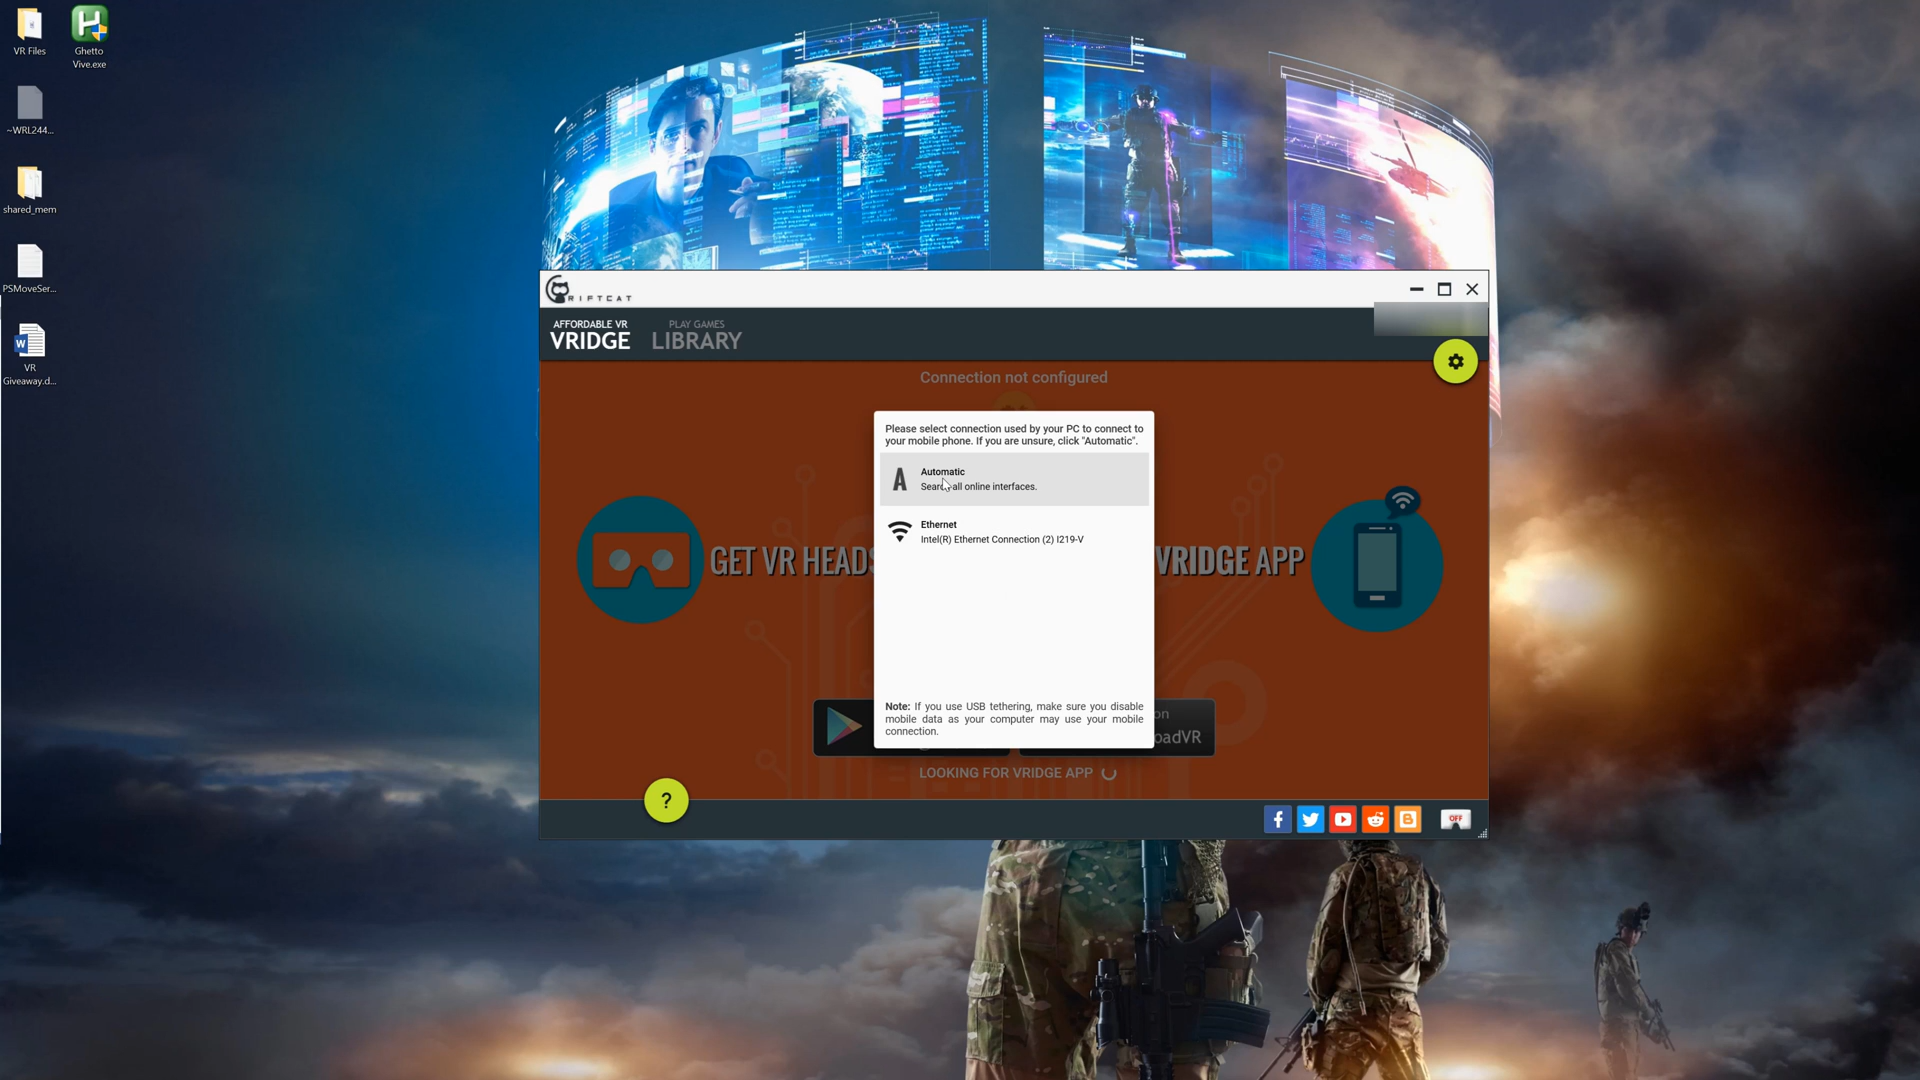 VR Files
Ghetto
Vive.exe
~WRL244...
shared_mem
PSMoveSer...
VR
Giveaway.d...
RIFTCAT
AFFORDABLE VR
VRIDGE
PLAY GAMES
LIBRARY
Connection not configured
Please select connection used by your PC to connect to
your mobile phone. If you are unsure, click "Automatic".
A
Automatic
Search all online interfaces.
Ethernet
Intel(R) Ethernet Connection (2) I219-V
GET VR HEADS
VRIDGE APP
Note: If you use USB tethering, make sure you disable
mobile data as your computer may use your mobile
connection.
on
oadVR
LOOKING FOR VRIDGE APP
?
OFF